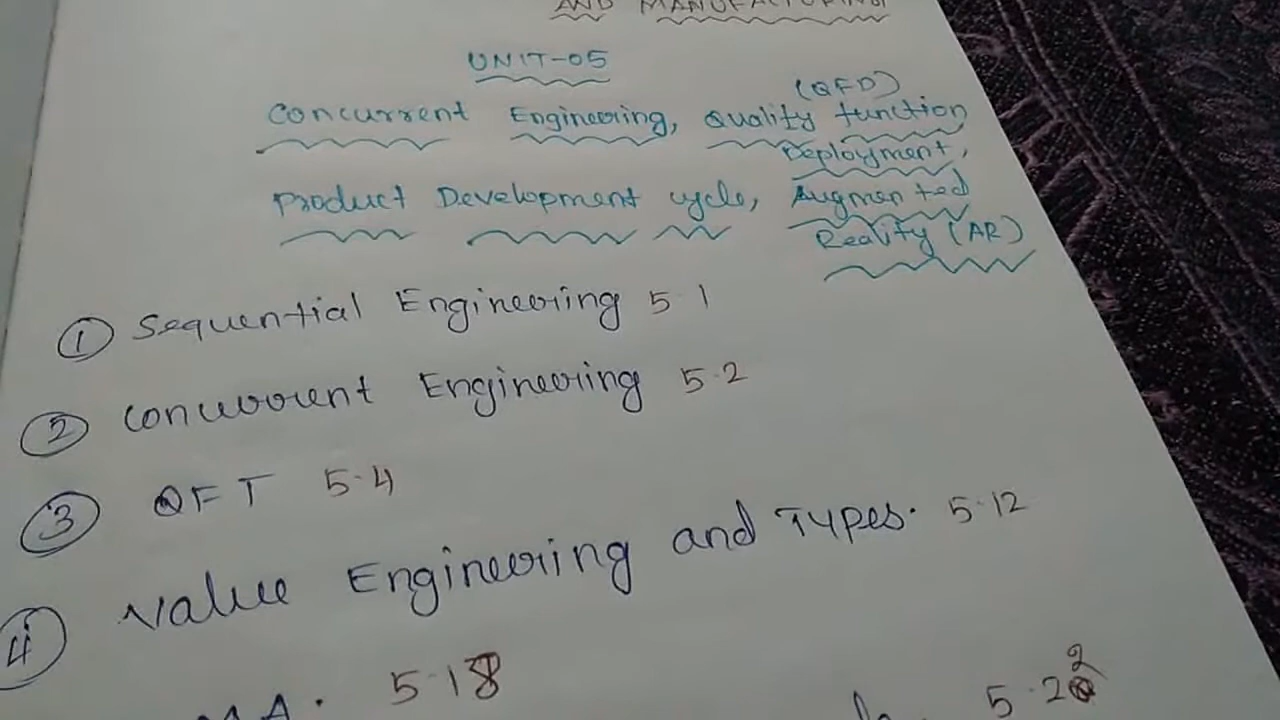 AND MANUFACTURING
UNIT-05
(QFD)
Concurrent Engineering, Quality function
Deployment,
Product Development cycle, Augmented
Reality (AR)
① Sequential Engineering 5.1
② Concurrent Engineering 5.2
③ QFT 5.4
④ Value Engineering and Types. 5.12
5.18
5.22